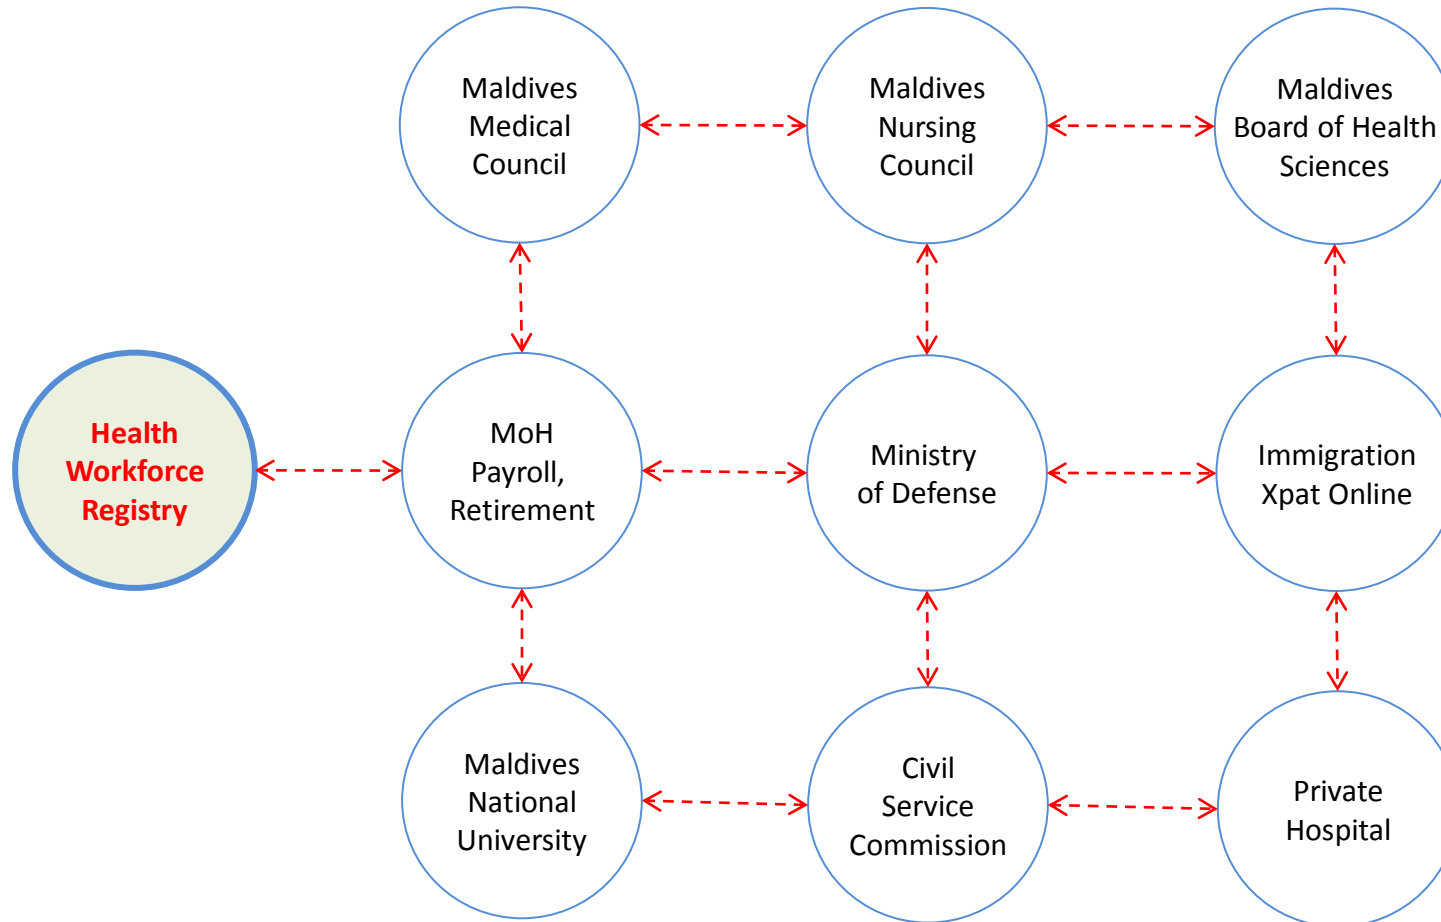 Maldives
Medical
Council
Maldives
Nursing
Council
Maldives
Board of Health
Sciences
Health
Workforce
Registry
MoH
Payroll,
Retirement
Ministry
of Defense
Immigration
Xpat Online
Maldives
National
University
Civil
Service
Commission
Private
Hospital